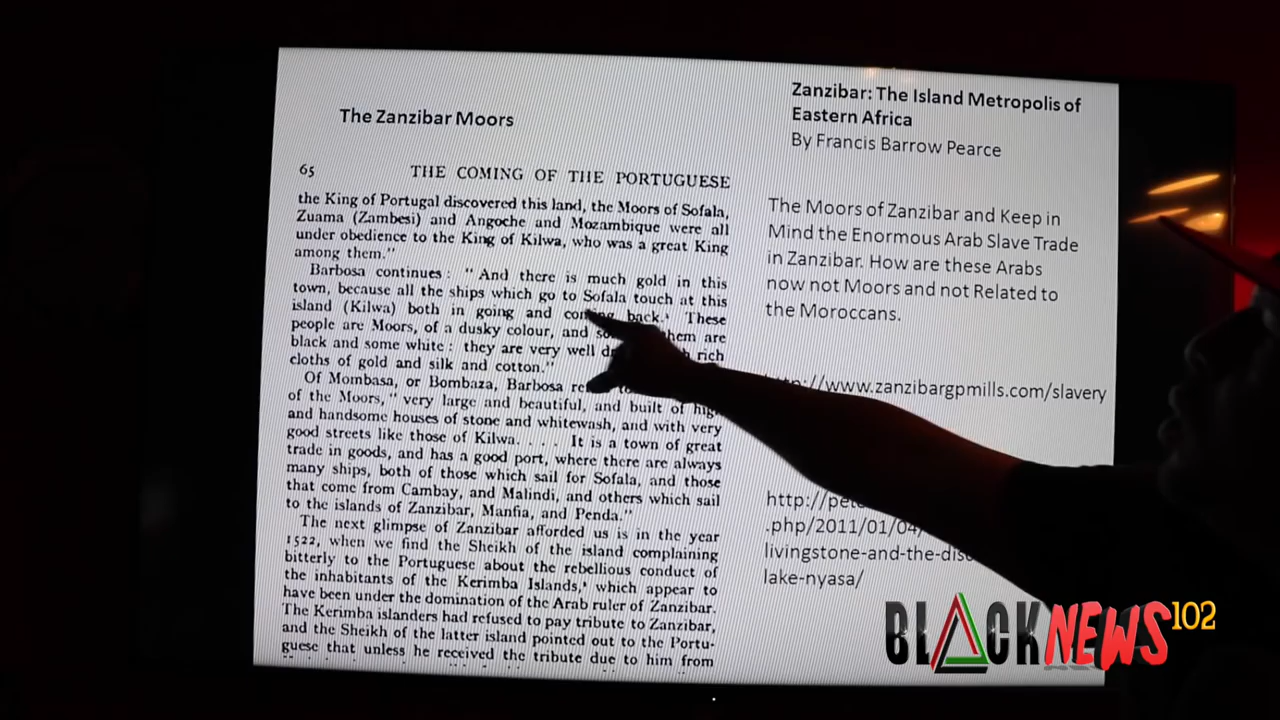 The Zanzibar Moors
65 THE COMING OF THE PORTUGUESE
the King of Portugal discovered this land, the Moors of Sofala,
Zuama (Zambesi) and Angoche and Mozambique were all
under obedience to the King of Kilwa, who was a great King
among them."
Barbosa continues: "And there is much gold in this
town, because all the ships which go to Sofala touch at this
island (Kilwa) both in going and coming back.' These
people are Moors, of a dusky colour, and are
black and some white: they are very well rich
cloths of gold and silk and cotton."
Of Mombasa, or Bombaza, Barbosa
of the Moors, "very large and beautiful, and built of
and handsome houses of stone and whitewash, and with very
good streets like those of Kilwa. . . . It is a town of great
trade in goods, and has a good port, where there are always
many ships, both of those which sail for Sofala, and those
that come from Cambay, and Malindi, and others which sail
to the islands of Zanzibar, Manfia, and Penda."
The next glimpse of Zanzibar afforded us is in the year
1522, when we find the Sheikh of the island complaining
bitterly to the Portuguese about the rebellious conduct of
the inhabitants of the Kerimba Islands,' which appear to
have been under the domination of the Arab ruler of Zanzibar.
The Kerimba islanders had refused to pay tribute to Zanzibar,
and the Sheikh of the latter island pointed out to the Portu-
guese that unless he received the tribute due to him from
Zanzibar: The Island Metropolis of
Eastern Africa
By Francis Barrow Pearce
The Moors of Zanzibar and Keep in
Mind the Enormous Arab Slave Trade
in Zanzibar. How are these Arabs
now not Moors and not Related to
the Moroccans.
://www.zanzibargpmills.com/slavery
.php/2011/01/04/
livingstone-and-the-
lake-nyasa/
BLACKNEWS102